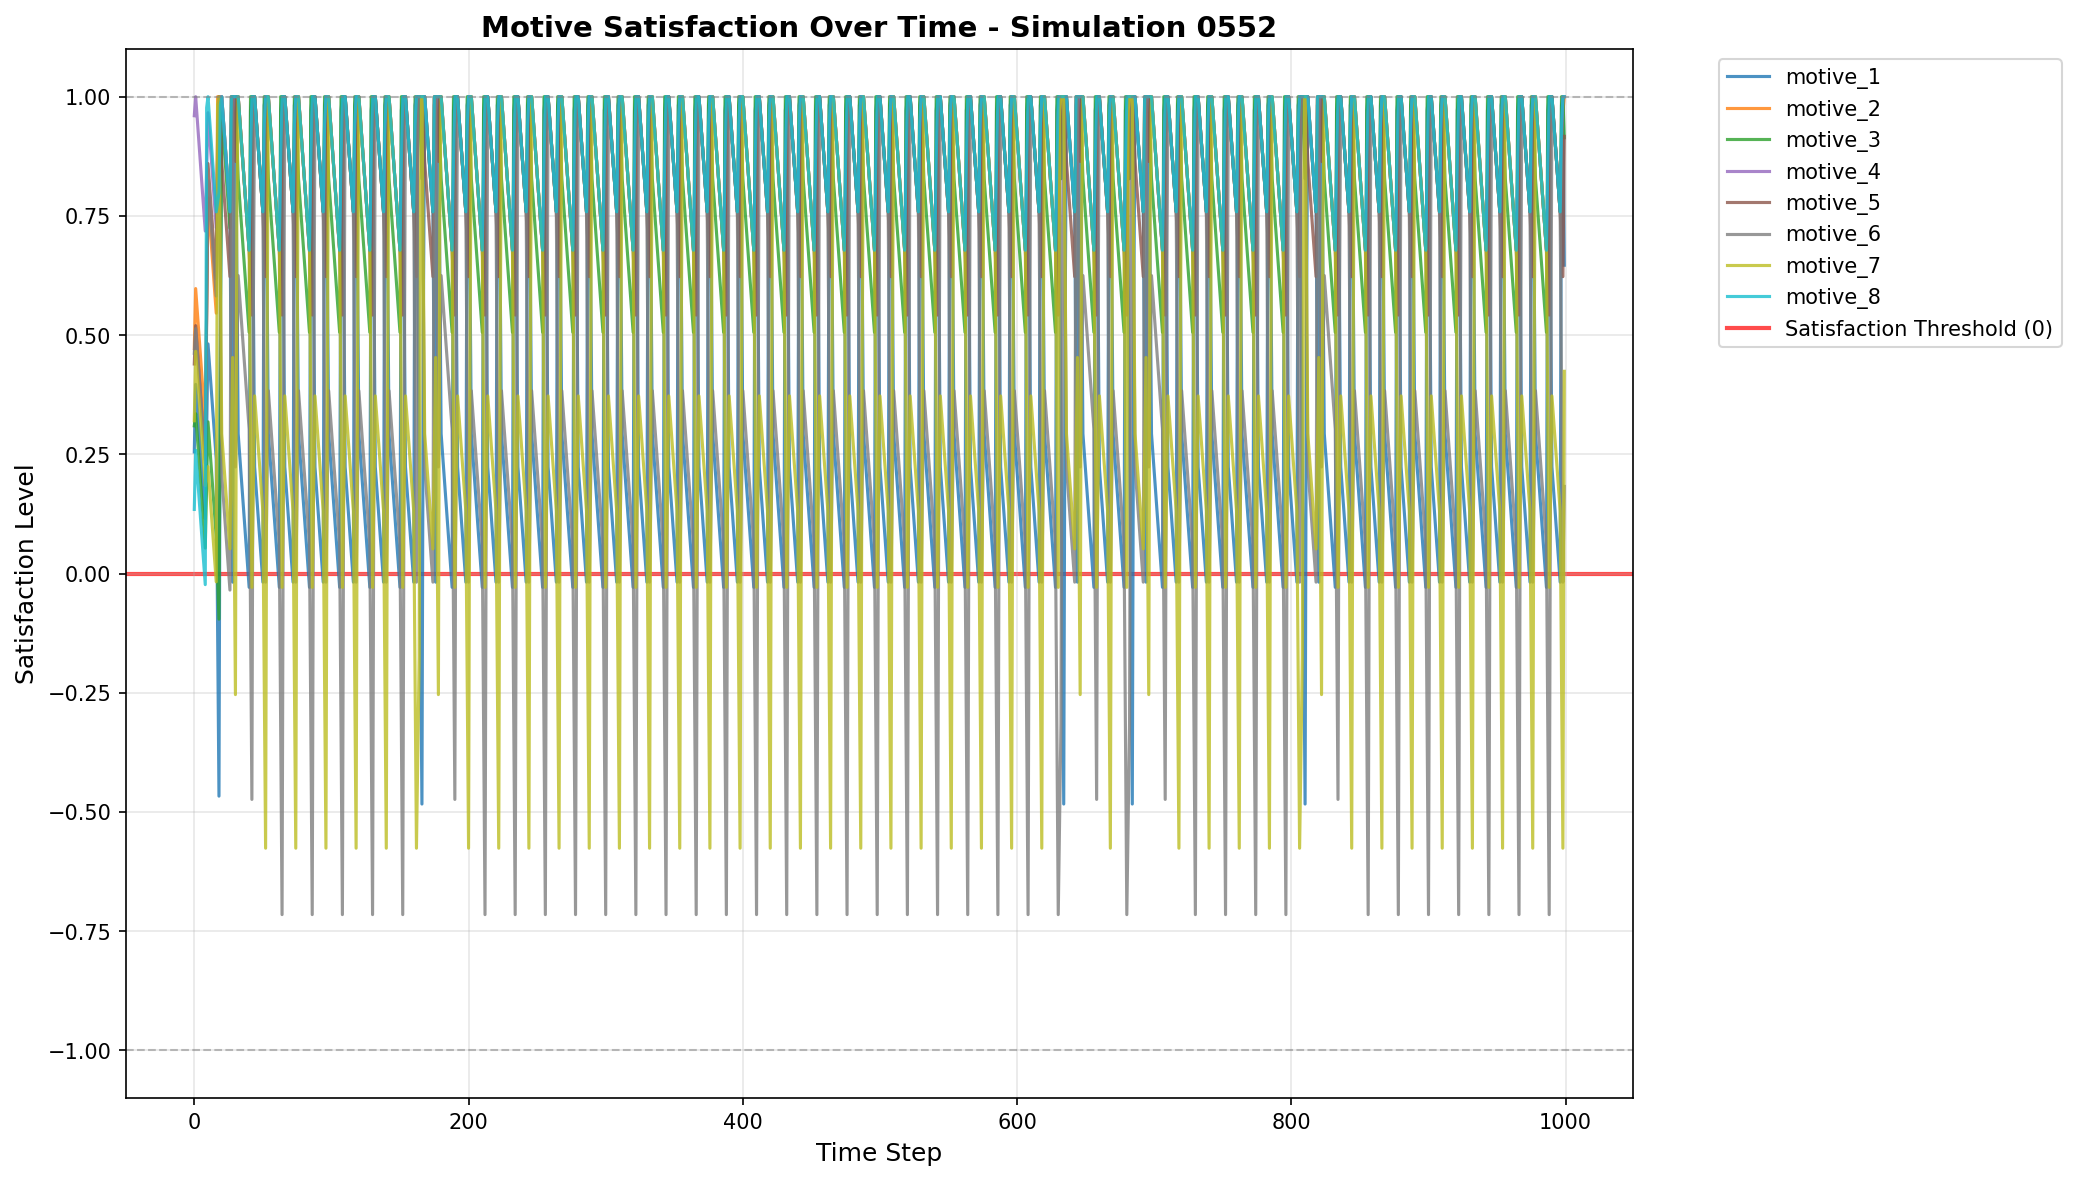 Motive Satisfaction Over Time - Simulation 0552
Satisfaction Level
1.00
0.75
0.50
0.25
0.00
−0.25
−0.50
−0.75
−1.00
0
200
400
600
800
1000
Time Step
motive_1
motive_2
motive_3
motive_4
motive_5
motive_6
motive_7
motive_8
Satisfaction Threshold (0)